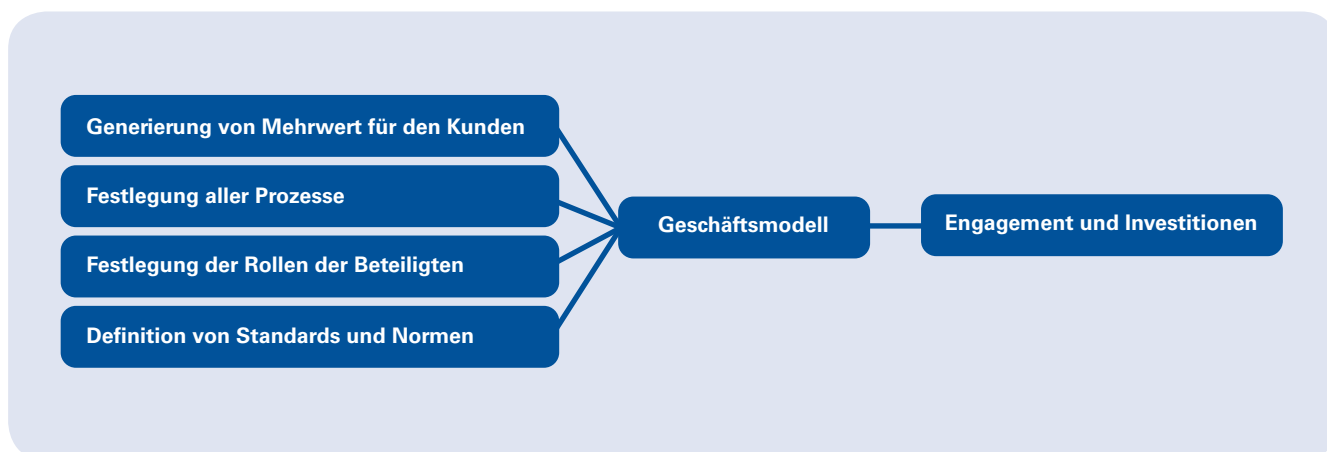 Generierung von Mehrwert für den Kunden
Festlegung aller Prozesse
Festlegung der Rollen der Beteiligten
Definition von Standards und Normen
Geschäftsmodell
Engagement und Investitionen